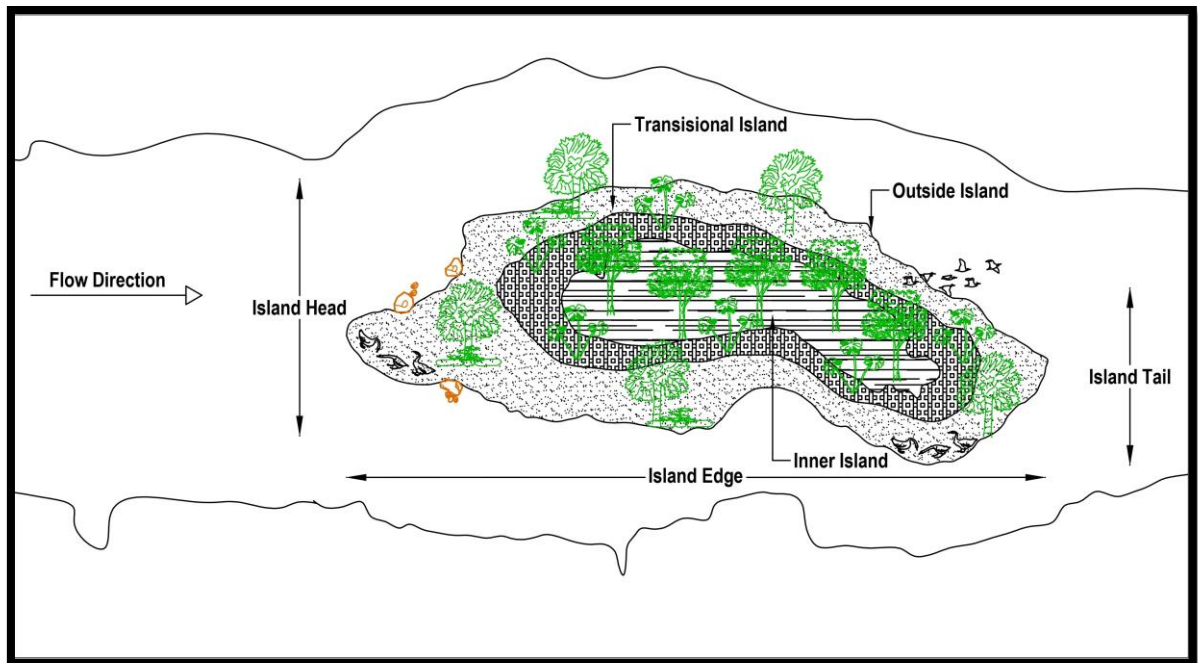 Transisional Island
Outside Island
Flow Direction
Island Head
Island Tail
Inner Island
Island Edge